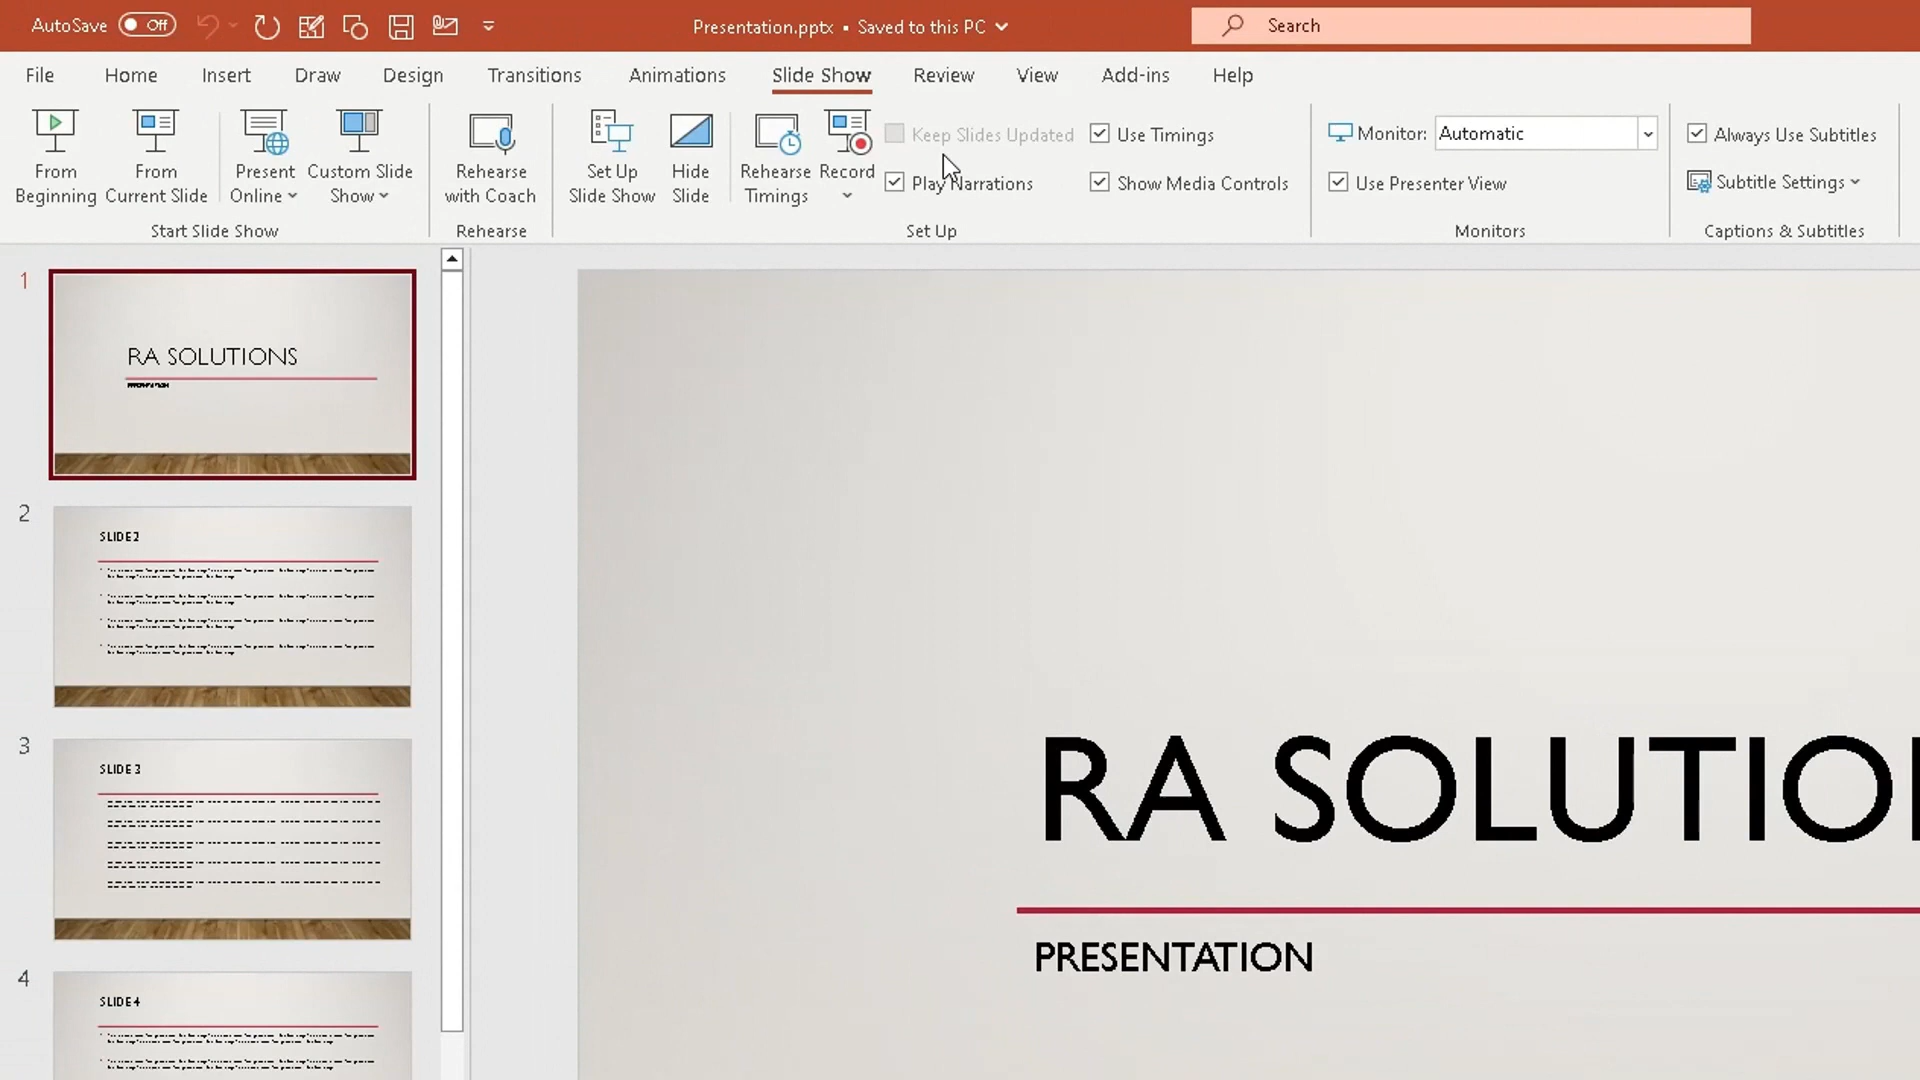 AutoSave Off Presentation.pptx • Saved to this PC Search
File Home Insert Draw Design Transitions Animations Slide Show Review View Add-ins Help
From Beginning
From Current Slide
Present Online
Custom Slide Show
Start Slide Show
Rehearse with Coach
Rehearse
Set Up Slide Show
Hide Slide
Rehearse Timings
Record
Keep Slides Updated
Play Narrations
Use Timings
Show Media Controls
Set Up
Monitor: Automatic
Use Presenter View
Monitors
Always Use Subtitles
Subtitle Settings
Captions & Subtitles
1
RA SOLUTIONS
PRESENTATION
2
SLIDE 2
3
SLIDE 3
4
SLIDE 4
RA SOLUTIO
PRESENTATION